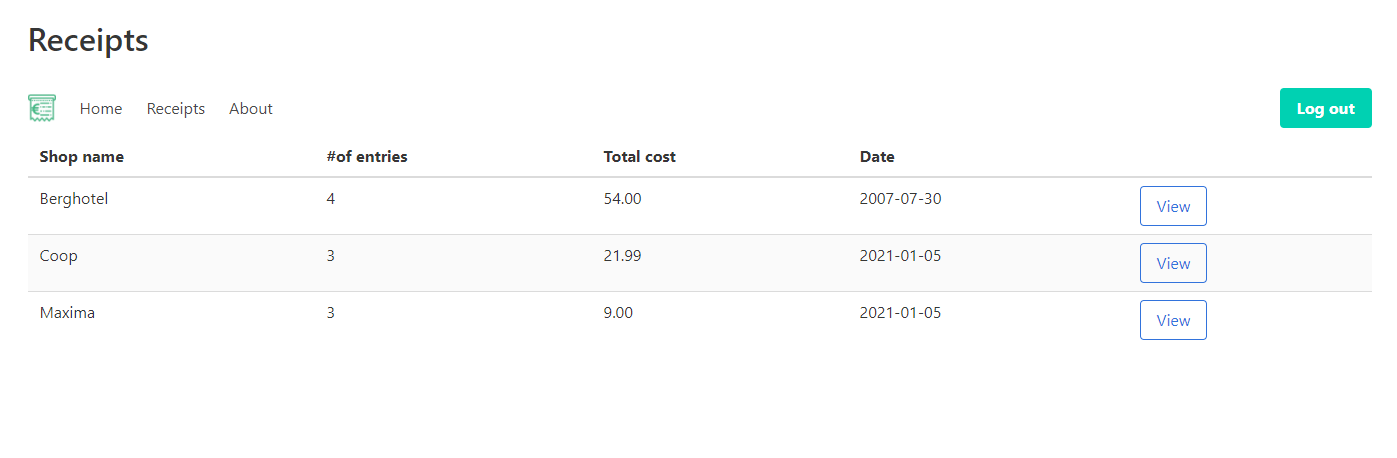 Receipts
Home Receipts About Log out
Shop name #of entries Total cost Date
Berghotel 4 54.00 2007-07-30 View
Coop 3 21.99 2021-01-05 View
Maxima 3 9.00 2021-01-05 View